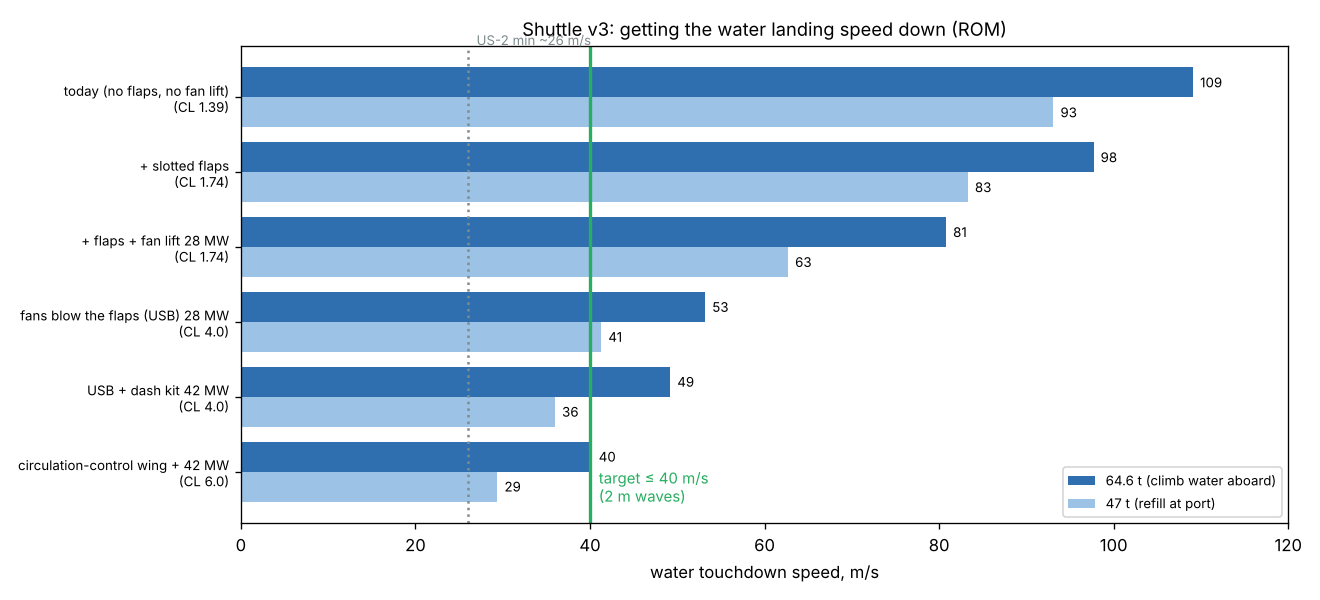 Shuttle v3: getting the water landing speed down (ROM)
US-2 min ~26 m/s
today (no flaps, no fan lift)
(CL 1.39)
109
93
+ slotted flaps
(CL 1.74)
98
83
+ flaps + fan lift 28 MW
(CL 1.74)
81
63
fans blow the flaps (USB) 28 MW
(CL 4.0)
53
41
USB + dash kit 42 MW
(CL 4.0)
49
36
circulation-control wing + 42 MW
(CL 6.0)
40
29
target ≤ 40 m/s
(2 m waves)
64.6 t (climb water aboard)
47 t (refill at port)
0 20 40 60 80 100 120
water touchdown speed, m/s